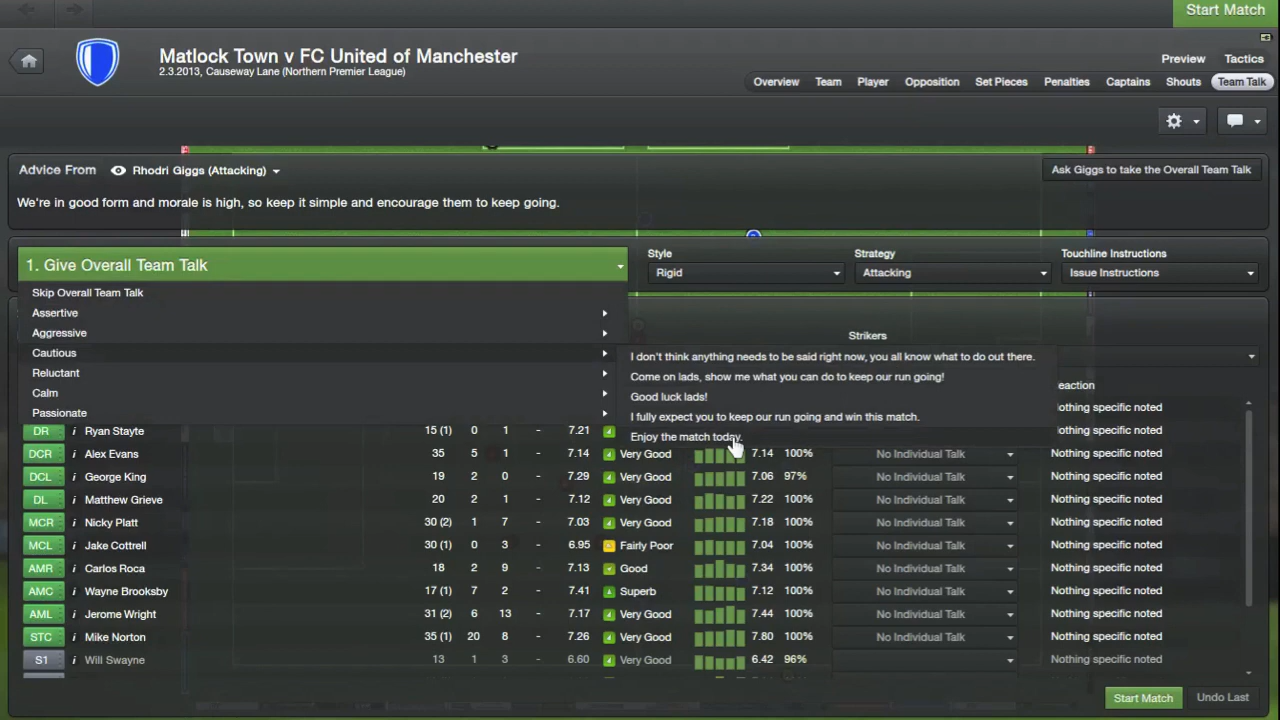 Start Match
Matlock Town v FC United of Manchester
2.3.2013, Causeway Lane (Northern Premier League)
Preview Tactics
Overview Team Player Opposition Set Pieces Penalties Captains Shouts Team Talk
Advice From Rhodri Giggs (Attacking) Ask Giggs to take the Overall Team Talk
We're in good form and morale is high, so keep it simple and encourage them to keep going.
1. Give Overall Team Talk
Style Strategy Touchline Instructions
Rigid Attacking Issue Instructions
Skip Overall Team Talk
Assertive
Aggressive
Cautious
Reluctant
Calm
Passionate
Strikers
I don't think anything needs to be said right now, you all know what to do out there.
Come on lads, show me what you can do to keep our run going!
Good luck lads!
I fully expect you to keep our run going and win this match.
Enjoy the match today.
eaction
Nothing specific noted
DR i Ryan Stayte 15 (1) 0 1 - 7.21 Nothing specific noted
DCR i Alex Evans 35 5 1 - 7.14 Very Good 7.14 100% No Individual Talk Nothing specific noted
DCL i George King 19 2 0 - 7.29 Very Good 7.06 97% No Individual Talk Nothing specific noted
DL i Matthew Grieve 20 2 1 - 7.12 Very Good 7.22 100% No Individual Talk Nothing specific noted
MCR i Nicky Platt 30 (2) 1 7 - 7.03 Very Good 7.18 100% No Individual Talk Nothing specific noted
MCL i Jake Cottrell 30 (1) 0 3 - 6.95 Fairly Poor 7.04 100% No Individual Talk Nothing specific noted
AMR i Carlos Roca 18 2 9 - 7.13 Good 7.34 100% No Individual Talk Nothing specific noted
AMC i Wayne Brooksby 17 (1) 7 2 - 7.41 Superb 7.12 100% No Individual Talk Nothing specific noted
AML i Jerome Wright 31 (2) 6 13 - 7.17 Very Good 7.44 100% No Individual Talk Nothing specific noted
STC i Mike Norton 35 (1) 20 8 - 7.26 Very Good 7.80 100% No Individual Talk Nothing specific noted
S1 i Will Swayne 13 1 3 - 6.60 Very Good 6.42 96% Nothing specific noted
Start Match Undo Last